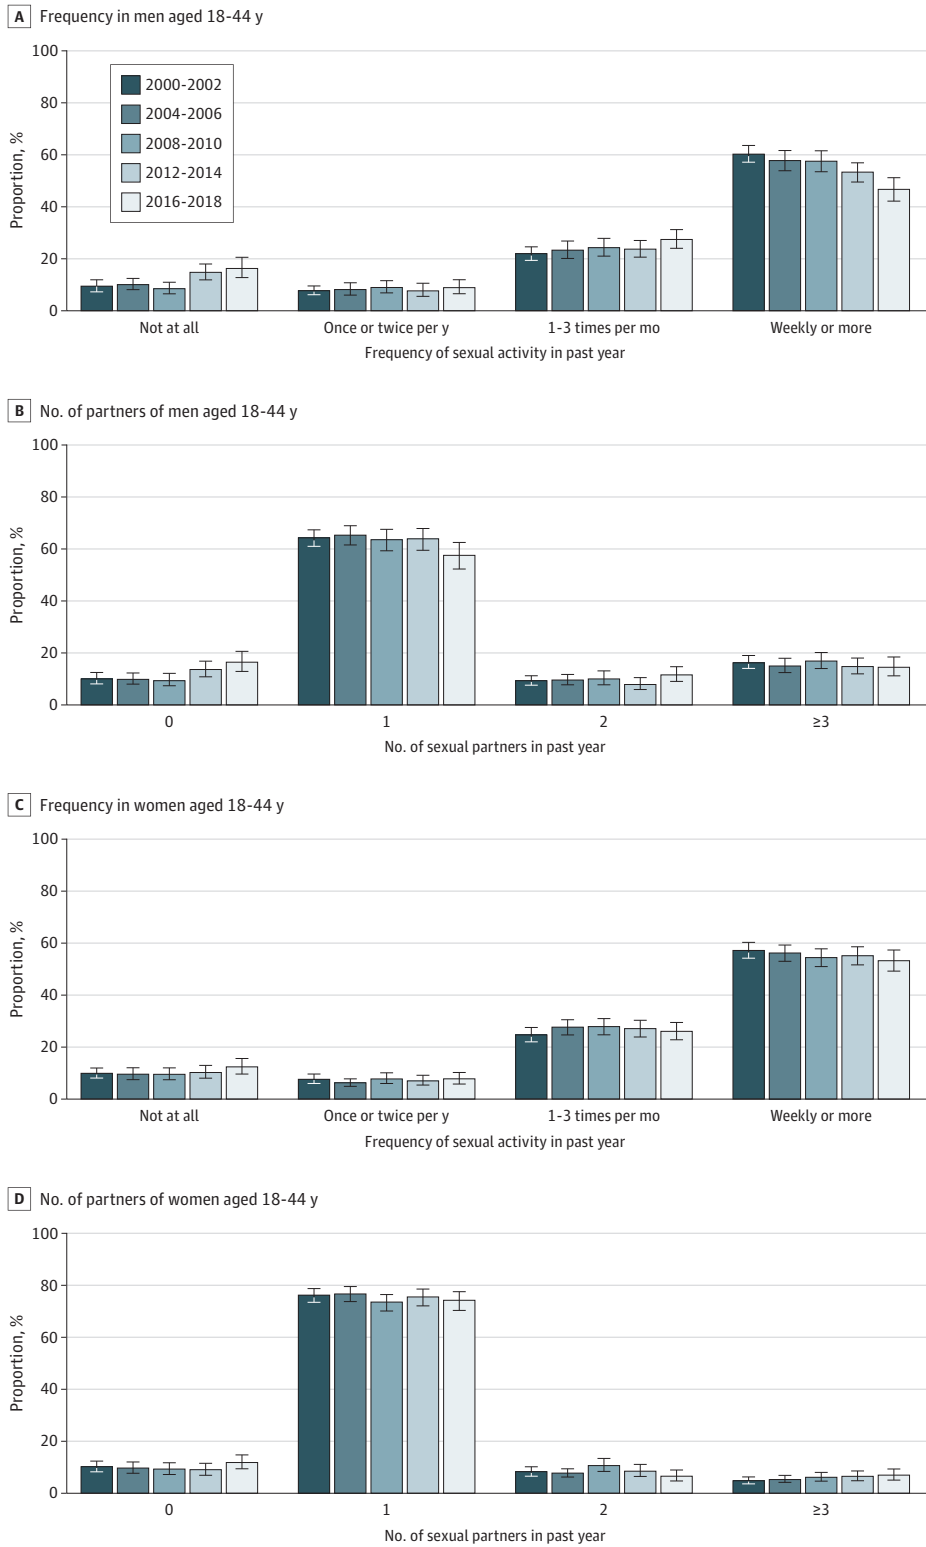 A Frequency in men aged 18-44 y
100
80
60
40
20
0
Proportion, %
2000-2002
2004-2006
2008-2010
2012-2014
2016-2018
Not at all Once or twice per y 1-3 times per mo Weekly or more
Frequency of sexual activity in past year
B No. of partners of men aged 18-44 y
100
80
60
40
20
0
Proportion, %
0 1 2 ≥3
No. of sexual partners in past year
C Frequency in women aged 18-44 y
100
80
60
40
20
0
Proportion, %
Not at all Once or twice per y 1-3 times per mo Weekly or more
Frequency of sexual activity in past year
D No. of partners of women aged 18-44 y
100
80
60
40
20
0
Proportion, %
0 1 2 ≥3
No. of sexual partners in past year